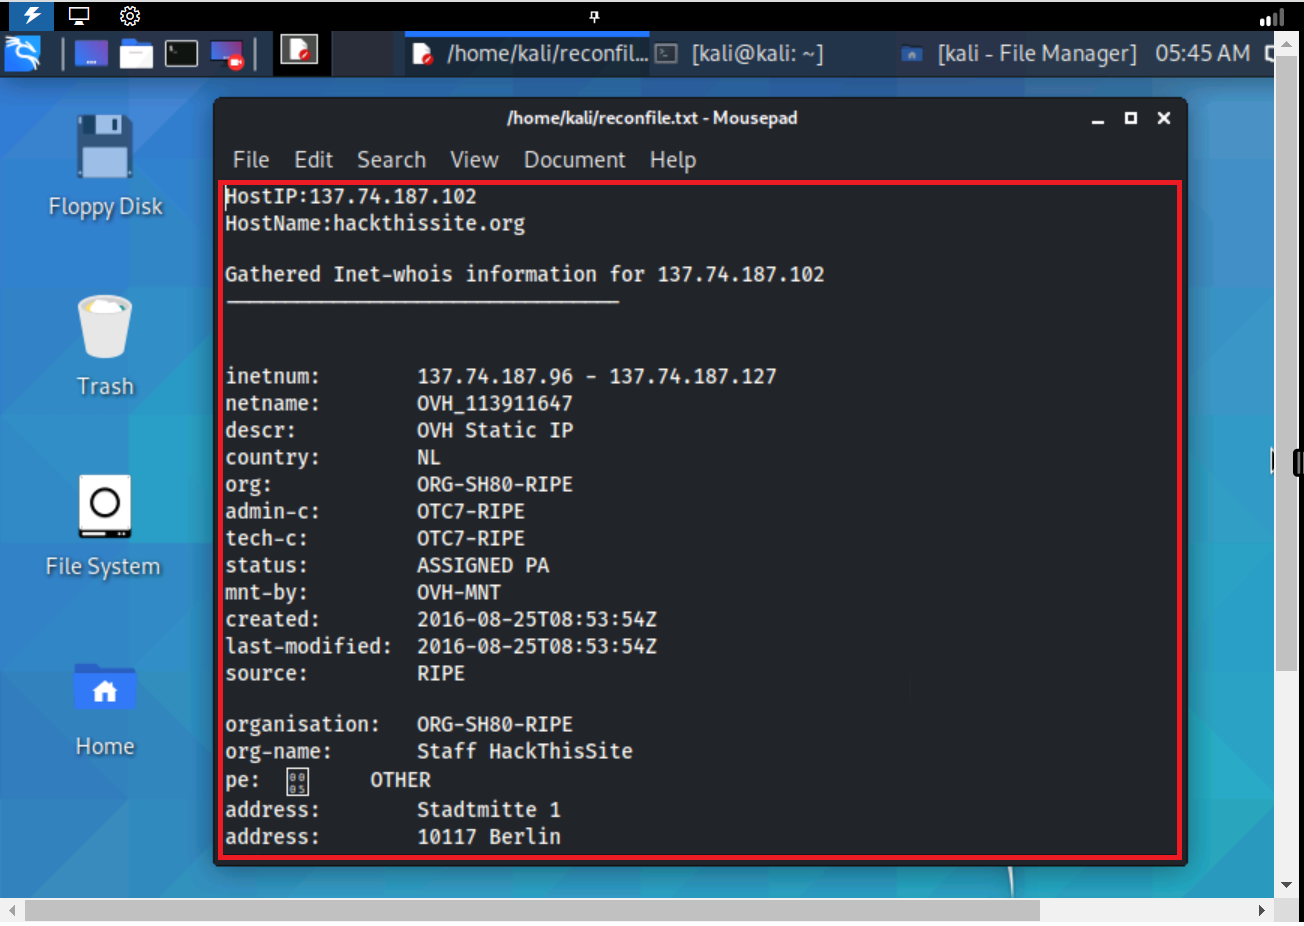 /home/kali/reconfil... [kali@kali: ~] [kali - File Manager] 05:45 AM
/home/kali/reconfile.txt - Mousepad
File Edit Search View Document Help
Floppy Disk
Trash
File System
Home
HostIP:137.74.187.102
HostName:hackthissite.org
Gathered Inet-whois information for 137.74.187.102
---------------------------------
inetnum: 137.74.187.96 - 137.74.187.127
netname: OVH_113911647
descr: OVH Static IP
country: NL
org: ORG-SH80-RIPE
admin-c: OTC7-RIPE
tech-c: OTC7-RIPE
status: ASSIGNED PA
mnt-by: OVH-MNT
created: 2016-08-25T08:53:54Z
last-modified: 2016-08-25T08:53:54Z
source: RIPE
organisation: ORG-SH80-RIPE
org-name: Staff HackThisSite
pe: OTHER
address: Stadtmitte 1
address: 10117 Berlin